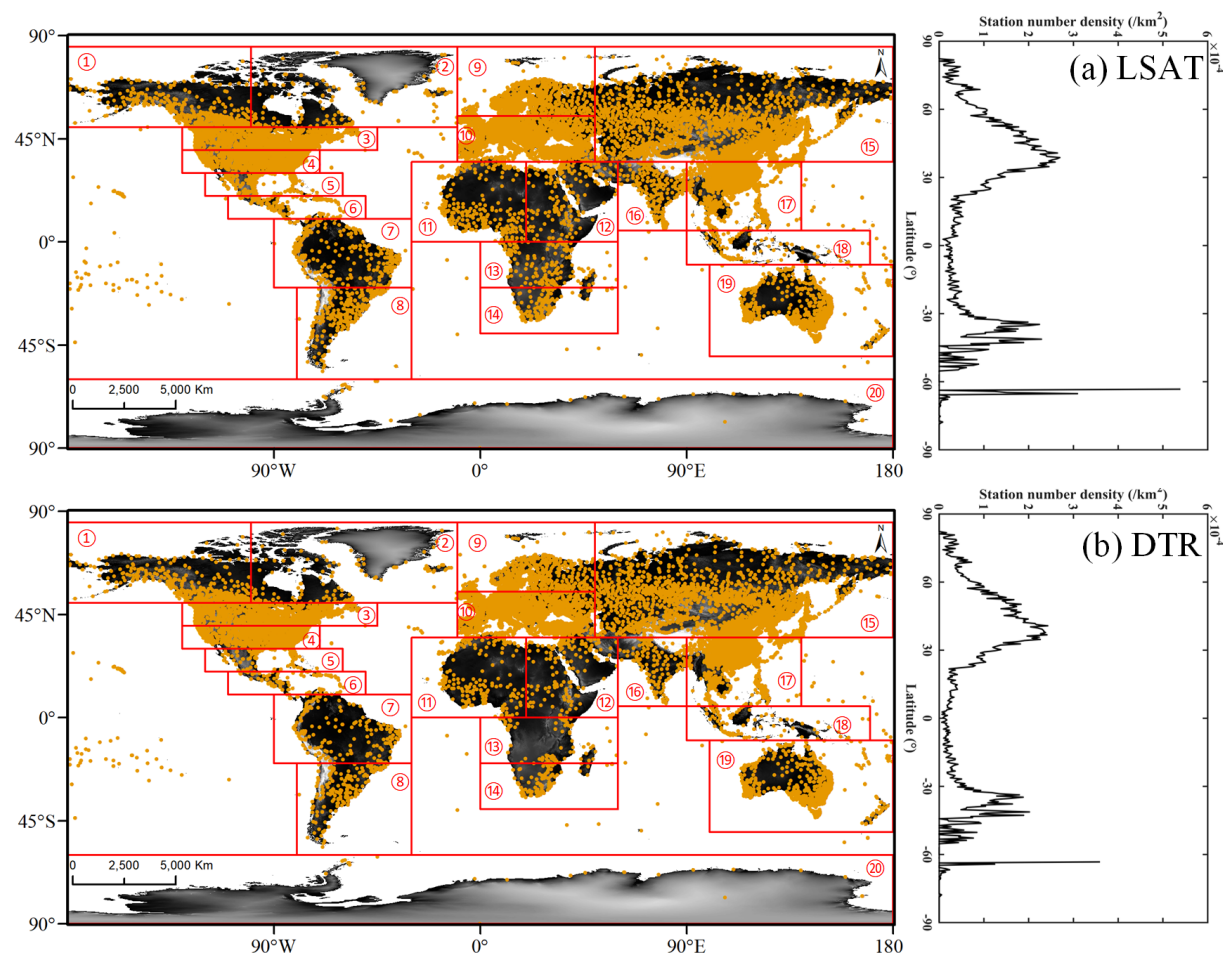 90°
45°N
0°
45°S
90°
① ② ⑨ N
③ ⑩ ⑮
④
⑤
⑥ ⑯ ⑰
⑦ ⑪ ⑫ ⑱
⑬
⑧ ⑭ ⑲
⑳
0 2,500 5,000 Km
90°W 0° 90°E 180
Station number density (/km²)
0 1 2 3 4 5 6
×10⁻⁴
(a) LSAT
90
60
30
0
-30
-60
-90
Latitude (°)
90°
45°N
0°
45°S
90°
① ② ⑨ N
③ ⑩ ⑮
④
⑤
⑥ ⑯ ⑰
⑦ ⑪ ⑫ ⑱
⑬
⑧ ⑭ ⑲
⑳
0 2,500 5,000 Km
90°W 0° 90°E 180
Station number density (/km²)
0 1 2 3 4 5 6
×10⁻⁴
(b) DTR
90
60
30
0
-30
-60
-90
Latitude (°)